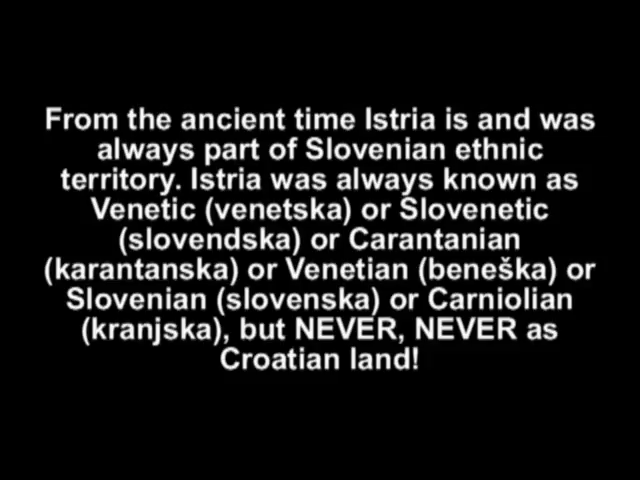 From the ancient time Istria is and was
always part of Slovenian ethnic
territory. Istria was always known as
Venetic (venetska) or Slovenetic
(slovendska) or Carantanian
(karantanska) or Venetian (beneška) or
Slovenian (slovenska) or Carniolian
(kranjska), but NEVER, NEVER as
Croatian land!